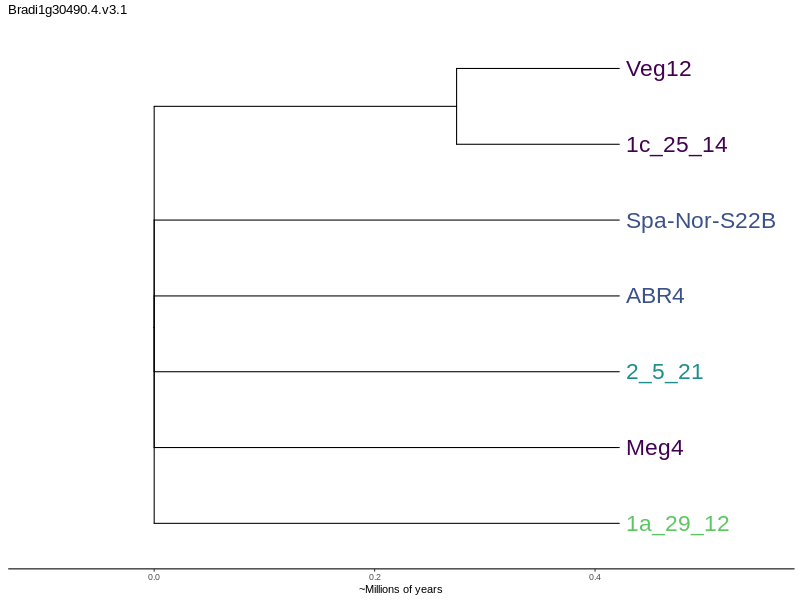 Bradi1g30490.4.v3.1
Veg12
1c_25_14
Spa-Nor-S22B
ABR4
2_5_21
Meg4
1a_29_12
0.0 0.2 0.4
~Millions of years